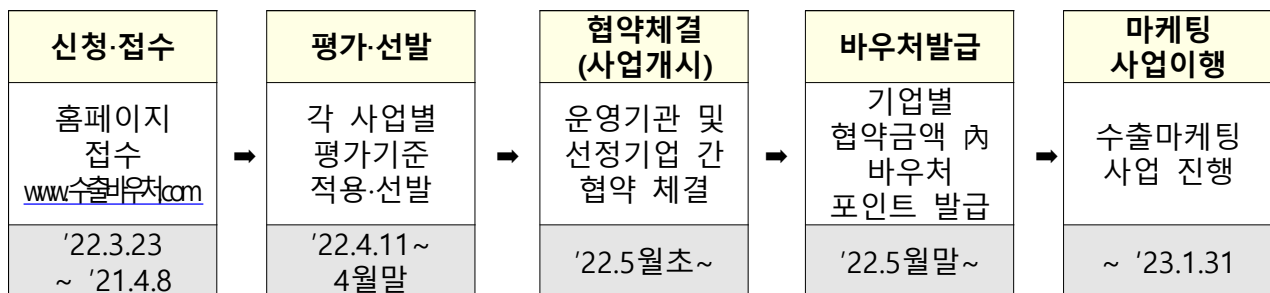 신청·접수
홈페이지
접수
www.수출바우처.com
'22.3.23
~ '21.4.8
➡
평가·선발
각 사업별
평가기준
적용·선발
'22.4.11~
4월말
➡
협약체결
(사업개시)
운영기관 및
선정기업 간
협약 체결
'22.5월초~
➡
바우처발급
기업별
협약금액 內
바우처
포인트 발급
'22.5월말~
➡
마케팅
사업이행
수출마케팅
사업 진행
~ '23.1.31